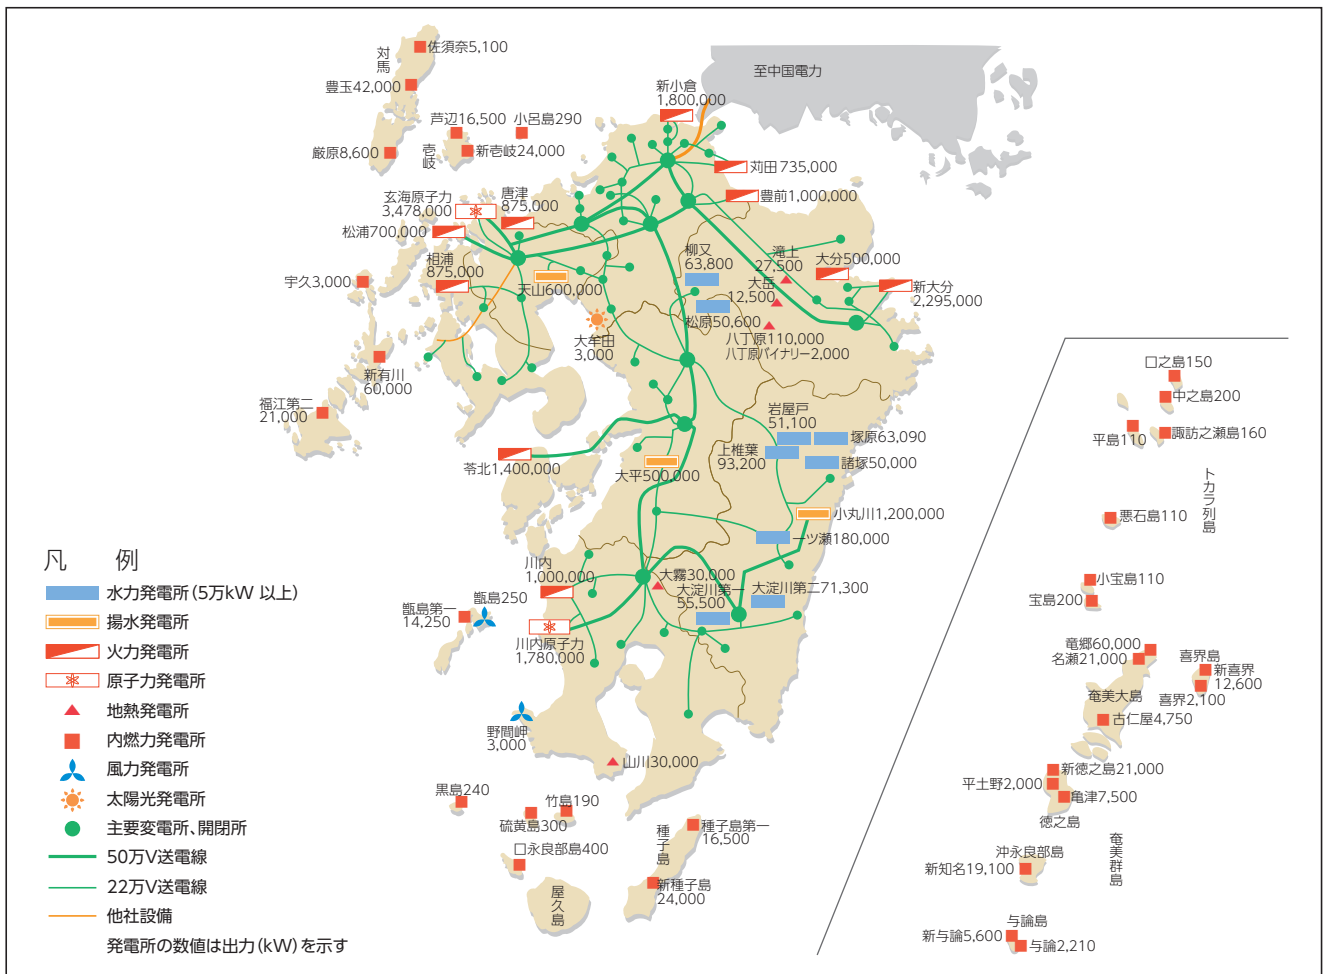 対馬
佐須奈5,100
豊玉42,000
厳原8,600
芦辺16,500
小呂島290
壱岐
新壱岐24,000
至中国電力
新小倉
1,800,000
苅田735,000
豊前1,000,000
玄海原子力
3,478,000
唐津
875,000
松浦700,000
相浦
875,000
天山600,000
宇久3,000
新有川
60,000
福江第二
21,000
大牟田
3,000
柳又
63,800
松原50,600
滝上
27,500
大岳
12,500
八丁原110,000
八丁原バイナリー2,000
大分500,000
新大分
2,295,000
岩屋戸
51,100
塚原63,090
上椎葉
93,200
諸塚50,000
苓北1,400,000
大平500,000
小丸川1,200,000
一ツ瀬180,000
川内
1,000,000
大霧30,000
大淀川第一
55,500
大淀川第二71,300
川内原子力
1,780,000
甑島第一
14,250
甑島250
野間岬
3,000
山川30,000
黒島240
硫黄島300
竹島190
口永良部島400
屋久島
種子島
種子島第一
16,500
新種子島
24,000
口之島150
中之島200
平島110
諏訪之瀬島160
トカラ列島
悪石島110
小宝島110
宝島200
竜郷60,000
名瀬21,000
喜界島
新喜界
12,600
喜界2,100
奄美大島
古仁屋4,750
新徳之島21,000
平土野2,000
亀津7,500
徳之島
奄美群島
沖永良部島
新知名19,100
与論島
新与論5,600
与論2,210
凡 例
水力発電所(5万kW 以上)
揚水発電所
火力発電所
原子力発電所
地熱発電所
内燃力発電所
風力発電所
太陽光発電所
主要変電所、開閉所
50万V送電線
22万V送電線
他社設備
発電所の数値は出力(kW)を示す